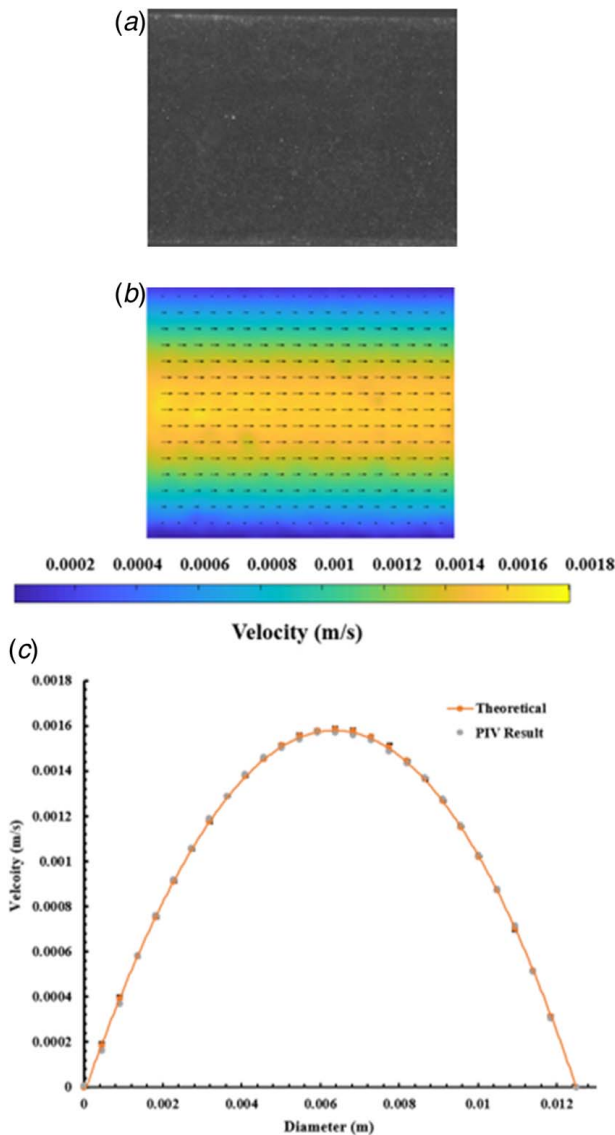 (a)
(b)
0.0002 0.0004 0.0006 0.0008 0.001 0.0012 0.0014 0.0016 0.0018
Velocity (m/s)
(c)
0.0018
0.0016
0.0014
0.0012
0.001
0.0008
0.0006
0.0004
0.0002
0
Velcoity (m/s)
Theoretical
PIV Result
0 0.002 0.004 0.006 0.008 0.01 0.012
Diameter (m)